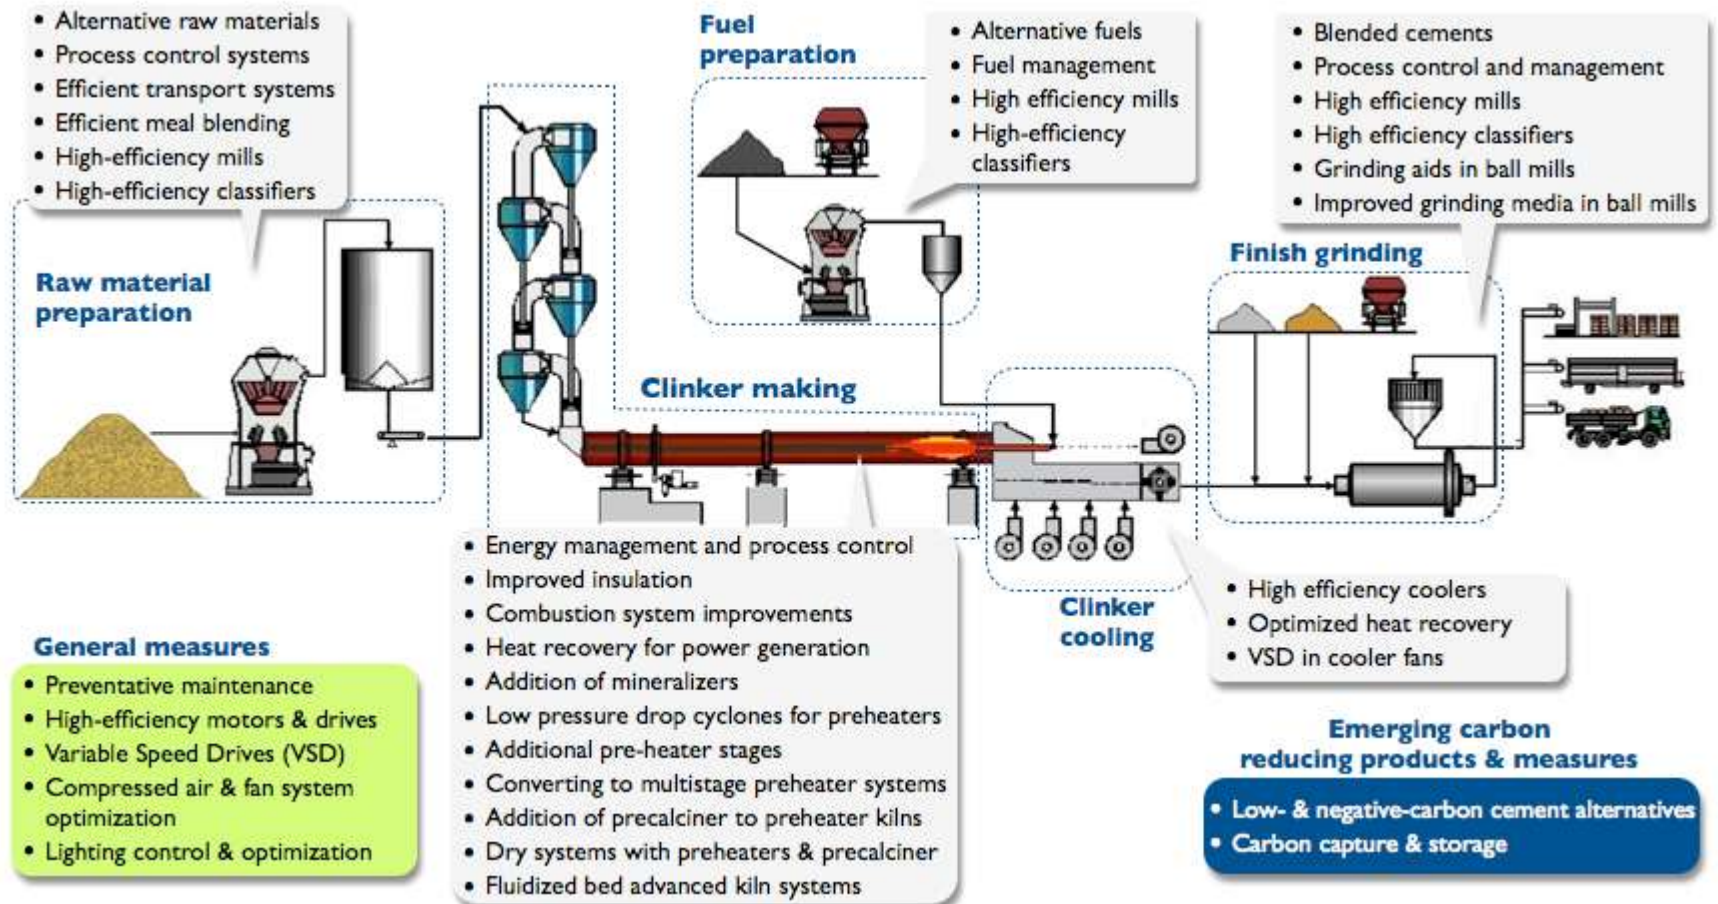 • Alternative raw materials
• Process control systems
• Efficient transport systems
• Efficient meal blending
• High-efficiency mills
• High-efficiency classifiers
Raw material
preparation
Fuel
preparation
• Alternative fuels
• Fuel management
• High efficiency mills
• High-efficiency
classifiers
• Blended cements
• Process control and management
• High efficiency mills
• High efficiency classifiers
• Grinding aids in ball mills
• Improved grinding media in ball mills
Finish grinding
Clinker making
• Energy management and process control
• Improved insulation
• Combustion system improvements
• Heat recovery for power generation
• Addition of mineralizers
• Low pressure drop cyclones for preheaters
• Additional pre-heater stages
• Converting to multistage preheater systems
• Addition of precalciner to preheater kilns
• Dry systems with preheaters & precalciner
• Fluidized bed advanced kiln systems
Clinker
cooling
• High efficiency coolers
• Optimized heat recovery
• VSD in cooler fans
General measures
• Preventative maintenance
• High-efficiency motors & drives
• Variable Speed Drives (VSD)
• Compressed air & fan system
optimization
• Lighting control & optimization
Emerging carbon
reducing products & measures
• Low- & negative-carbon cement alternatives
• Carbon capture & storage